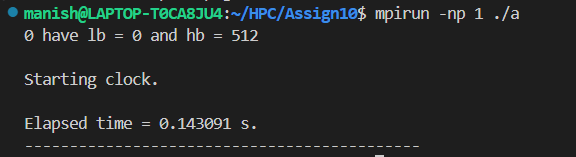 manish@LAPTOP-T0CA8JU4:~/HPC/Assign10$ mpirun -np 1 ./a
0 have lb = 0 and hb = 512
Starting clock.
Elapsed time = 0.143091 s.
--------------------------------------------